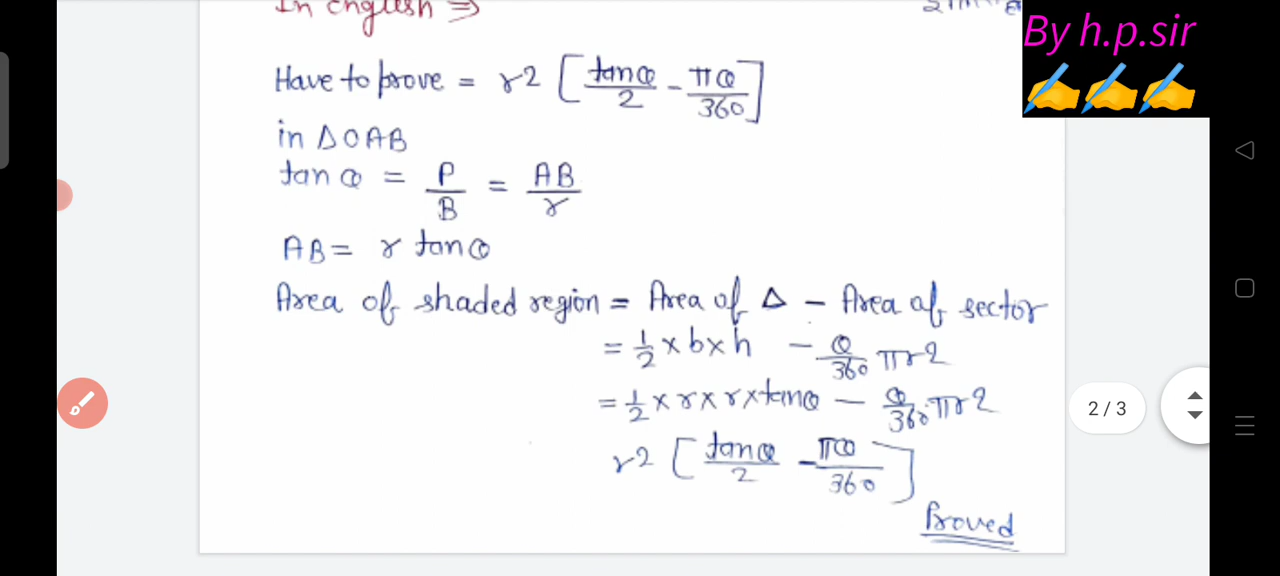 In English ⇒
By h.p.sir
Have to prove = r2 [ tanθ/2 - πθ/360 ]
in △OAB
tan θ = P/B = AB/r
AB = r tanθ
Area of shaded region = Area of △ - Area of sector
= 1/2 × b × h - θ/360 πr2
= 1/2 × r × r × tanθ - θ/360 πr2
r2 [ tanθ/2 - πθ/360 ]
Proved
2 / 3